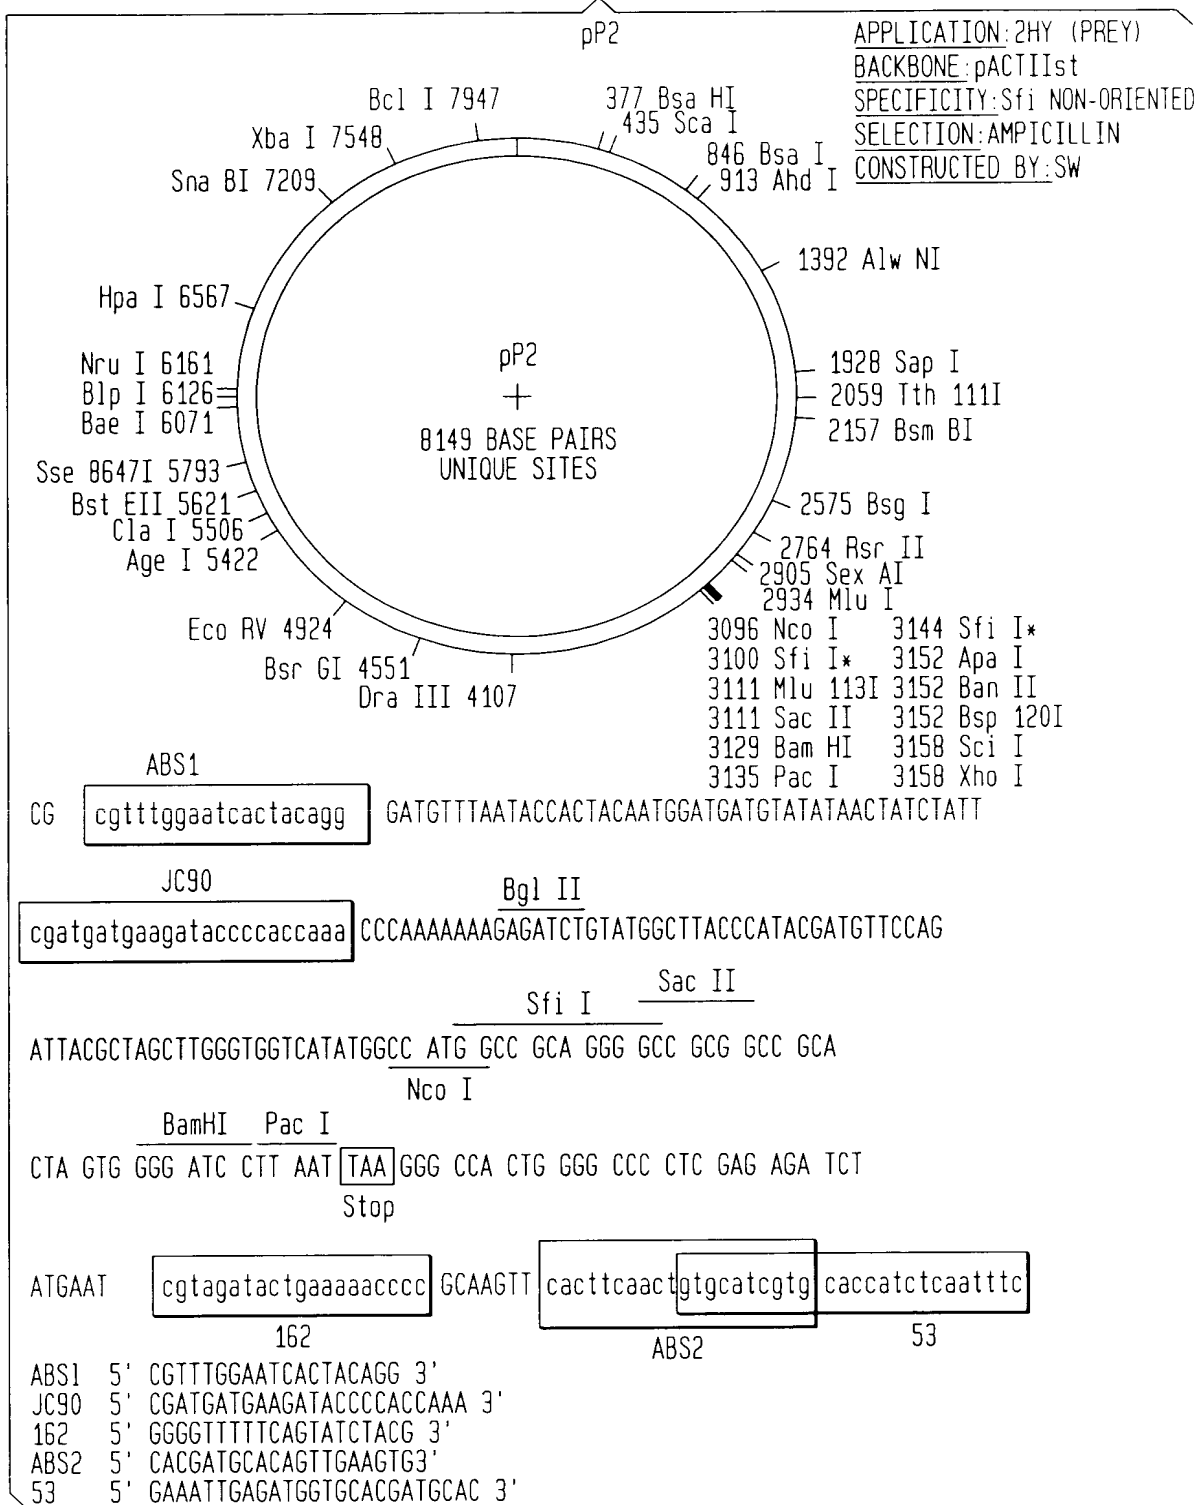 pP2
APPLICATION:2HY (PREY)
BACKBONE:pACTIIst
SPECIFICITY:Sfi NON-ORIENTED
SELECTION:AMPICILLIN
CONSTRUCTED BY:SW
Bcl I 7947
Xba I 7548
Sna BI 7209
Hpa I 6567
Nru I 6161
Blp I 6126
Bae I 6071
Sse 8647I 5793
Bst EII 5621
Cla I 5506
Age I 5422
Eco RV 4924
Bsr GI 4551
Dra III 4107
377 Bsa HI
435 Sca I
846 Bsa I
913 Ahd I
1392 Alw NI
1928 Sap I
2059 Tth 111I
2157 Bsm BI
2575 Bsg I
2764 Rsr II
2905 Sex AI
2934 Mlu I
3096 Nco I 3144 Sfi I*
3100 Sfi I* 3152 Apa I
3111 Mlu 113I 3152 Ban II
3111 Sac II 3152 Bsp 120I
3129 Bam HI 3158 Sci I
3135 Pac I 3158 Xho I
pP2
8149 BASE PAIRS
UNIQUE SITES
ABS1
CG cgtttggaatcactacagg GATGTTTAATACCACTACAATGGATGATGTATATAACTATCTATT
JC90
Bgl II
cgatgatgaagataccccaccaaa CCCAAAAAAAGAGATCTGTATGGCTTACCCATACGATGTTCCAG
Sfi I Sac II
ATTACGCTAGCTTGGGTGGTCATATGGCC ATG GCC GCA GGG GCC GCG GCC GCA
Nco I
BamHI Pac I
CTA GTG GGG ATC CTT AAT TAA GGG CCA CTG GGG CCC CTC GAG AGA TCT
Stop
ATGAAT cgtagatactgaaaaacccc GCAAGTT cacttcaactgtgcatcgtg caccatctcaatttc
162 ABS2 53
ABS1 5' CGTTTGGAATCACTACAGG 3'
JC90 5' CGATGATGAAGATACCCCACCAAA 3'
162 5' GGGGTTTTTCAGTATCTACG 3'
ABS2 5' CACGATGCACAGTTGAAGTG3'
53 5' GAAATTGAGATGGTGCACGATGCAC 3'